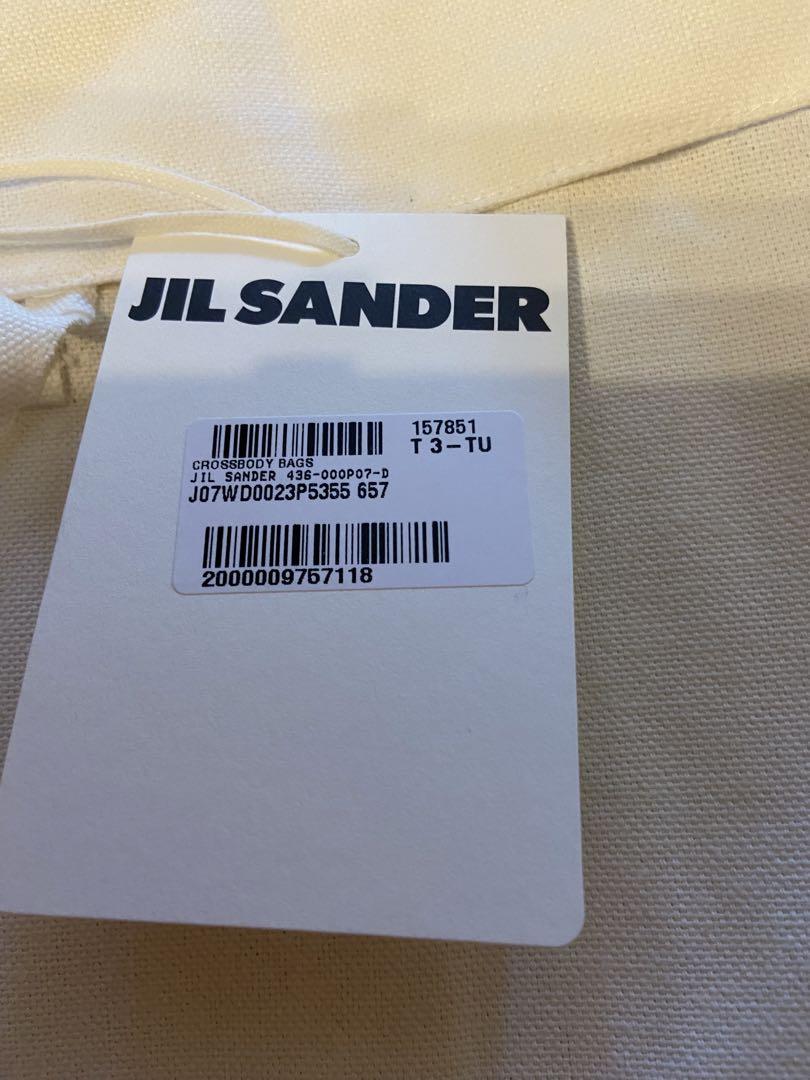 JIL SANDER
157851
T 3-TU
CROSSBODY BAGS
JIL SANDER 436-000P07-D
J07WD0023P5355 657
2000009757118